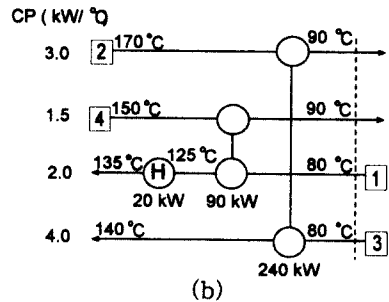 CP ( kW/ °C)
3.0 2 170 °C 90 °C
1.5 4 150°C 90 °C
2.0 135°C H 125°C 80 °C 1
20 kW 90 kW
4.0 140°C 80 °C 3
240 kW
(b)